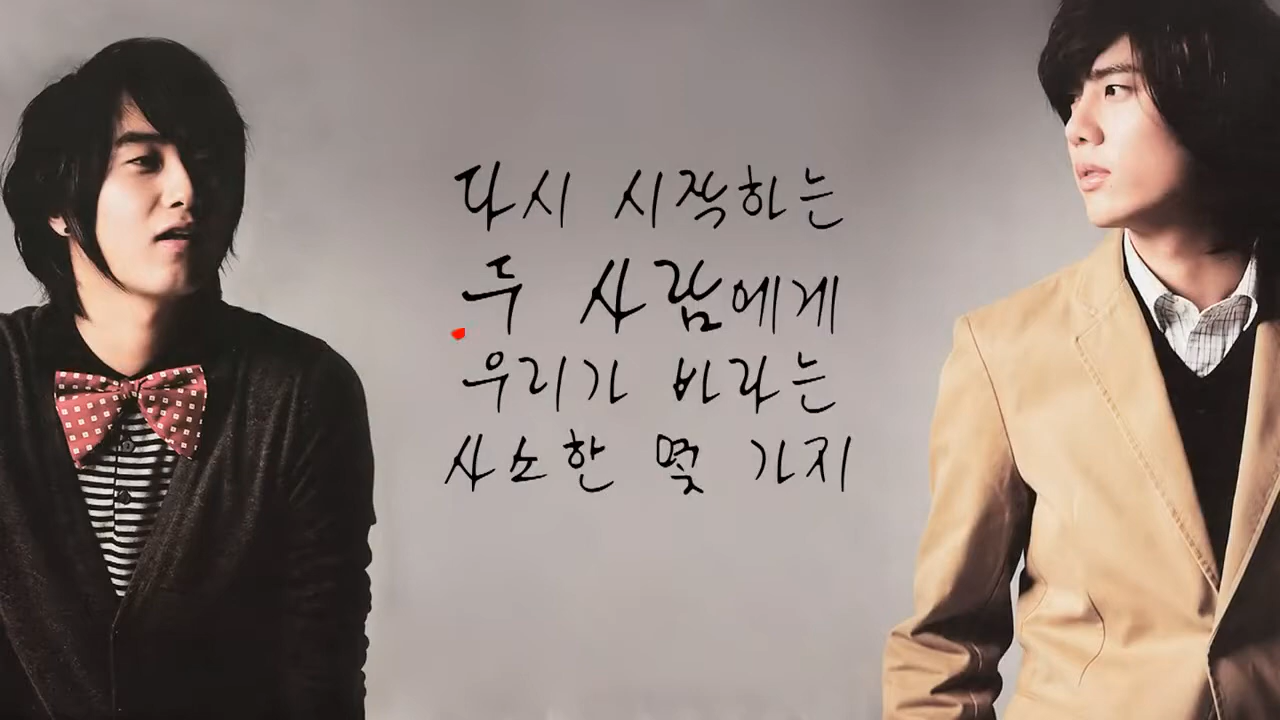 다시 시작하는
두 사람에게
우리가 바라는
사소한 몇 가지